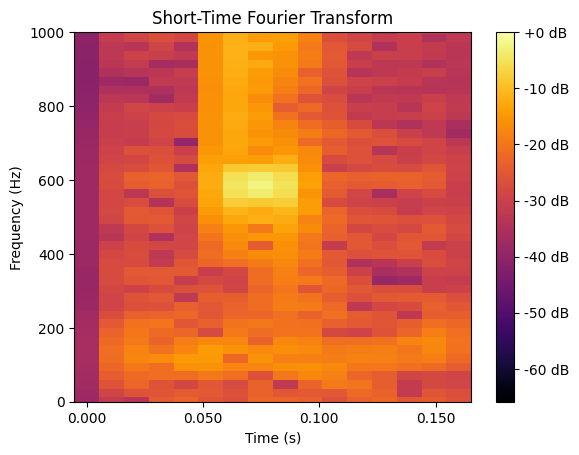 Short-Time Fourier Transform
1000
800
600
400
200
0
Frequency (Hz)
0.000
0.050
0.100
0.150
Time (s)
+0 dB
-10 dB
-20 dB
-30 dB
-40 dB
-50 dB
-60 dB